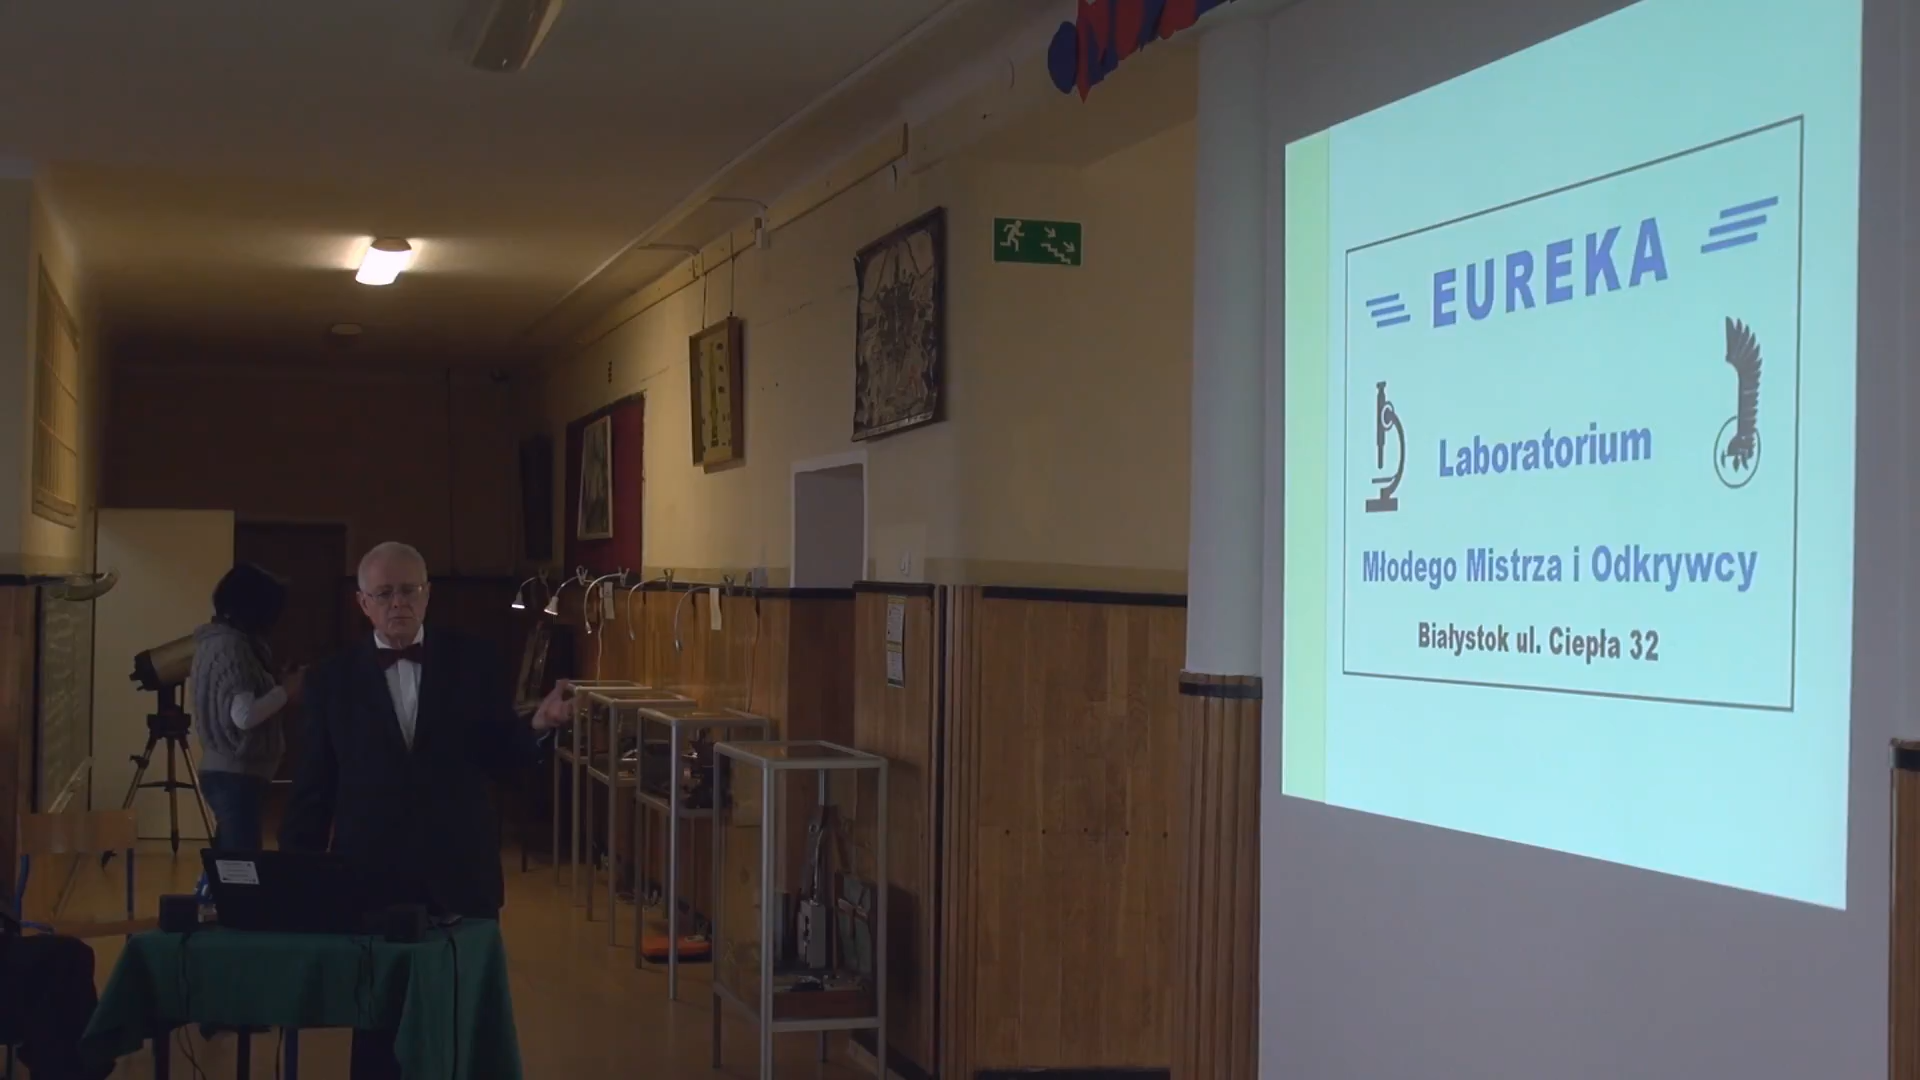 EUREKA
Laboratorium
Młodego Mistrza i Odkrywcy
Białystok ul. Ciepła 32